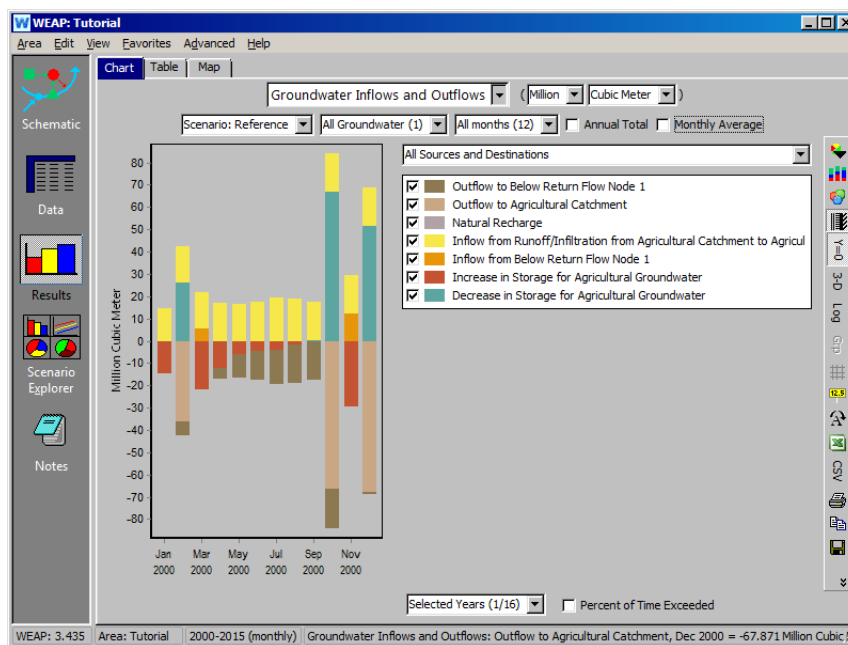 WEAP: Tutorial
Area Edit View Favorites Advanced Help
Schematic
Data
Results
Scenario
Explorer
Notes
Chart Table Map
Groundwater Inflows and Outflows ( Million Cubic Meter )
Scenario: Reference All Groundwater (1) All months (12) Annual Total Monthly Average
All Sources and Destinations
Outflow to Below Return Flow Node 1
Outflow to Agricultural Catchment
Natural Recharge
Inflow from Runoff/Infiltration from Agricultural Catchment to Agricul
Inflow from Below Return Flow Node 1
Increase in Storage for Agricultural Groundwater
Decrease in Storage for Agricultural Groundwater
Million Cubic Meter
80
70
60
50
40
30
20
10
0
-10
-20
-30
-40
-50
-60
-70
-80
Jan Mar May Jul Sep Nov
2000 2000 2000 2000 2000 2000
Y=0
3-D
Log
Grp
12.5
CSV
Selected Years (1/16) Percent of Time Exceeded
WEAP: 3.435 Area: Tutorial 2000-2015 (monthly) Groundwater Inflows and Outflows: Outflow to Agricultural Catchment, Dec 2000 = -67.871 Million Cubic